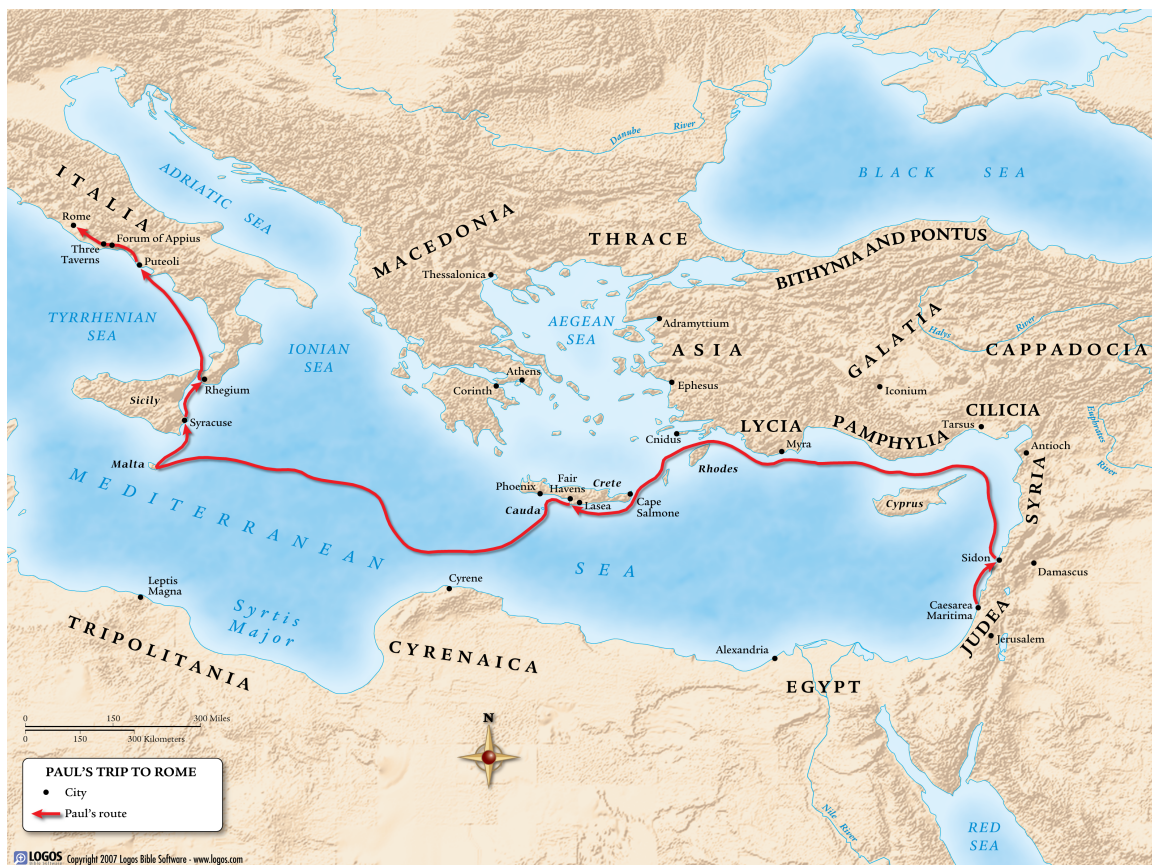 Danube River
BLACK SEA
ADRIATIC SEA
ITALIA
Rome
Forum of Appius
Three
Taverns
Puteoli
MACEDONIA
THRACE
BITHYNIA AND PONTUS
Thessalonica
TYRRHENIAN
SEA
IONIAN
SEA
AEGEAN
SEA
Adramyttium
ASIA
GALATIA
Halys River
CAPPADOCIA
Athens
Corinth
Ephesus
Iconium
Rhegium
Sicily
Syracuse
Cnidus
LYCIA
Myra
PAMPHYLIA
CILICIA
Tarsus
Antioch
Euphrates
River
Malta
Rhodes
SYRIA
Phoenix
Fair
Havens
Crete
Cauda
Lasea
Cape
Salmone
Cyprus
MEDITERRANEAN
SEA
Sidon
Damascus
Leptis
Magna
Cyrene
Caesarea
Maritima
JUDEA
Jerusalem
Syrtis
Major
TRIPOLITANIA
CYRENAICA
Alexandria
EGYPT
0 150 300 Miles
0 150 300 Kilometers
N
PAUL'S TRIP TO ROME
City
Paul's route
Nile River
RED
SEA
LOGOS
Bible Software
Copyright 2007 Logos Bible Software - www.logos.com